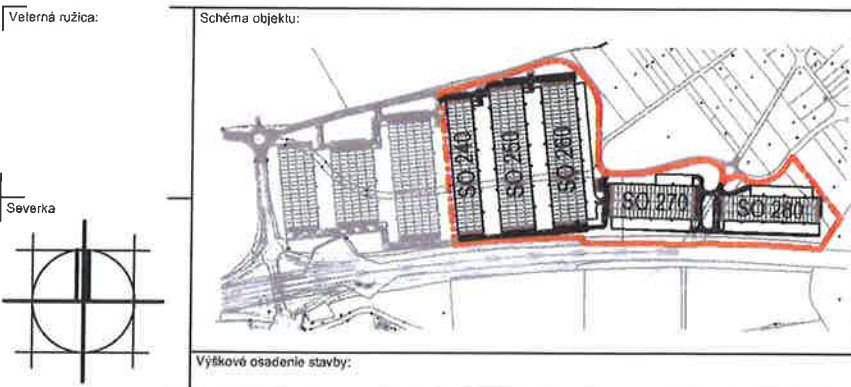 Veterná ružica:
Schéma objektu:
SO 240
SO 250
SO 260
SO 270
SO 280
Severka
Výškové osadenie stavby: